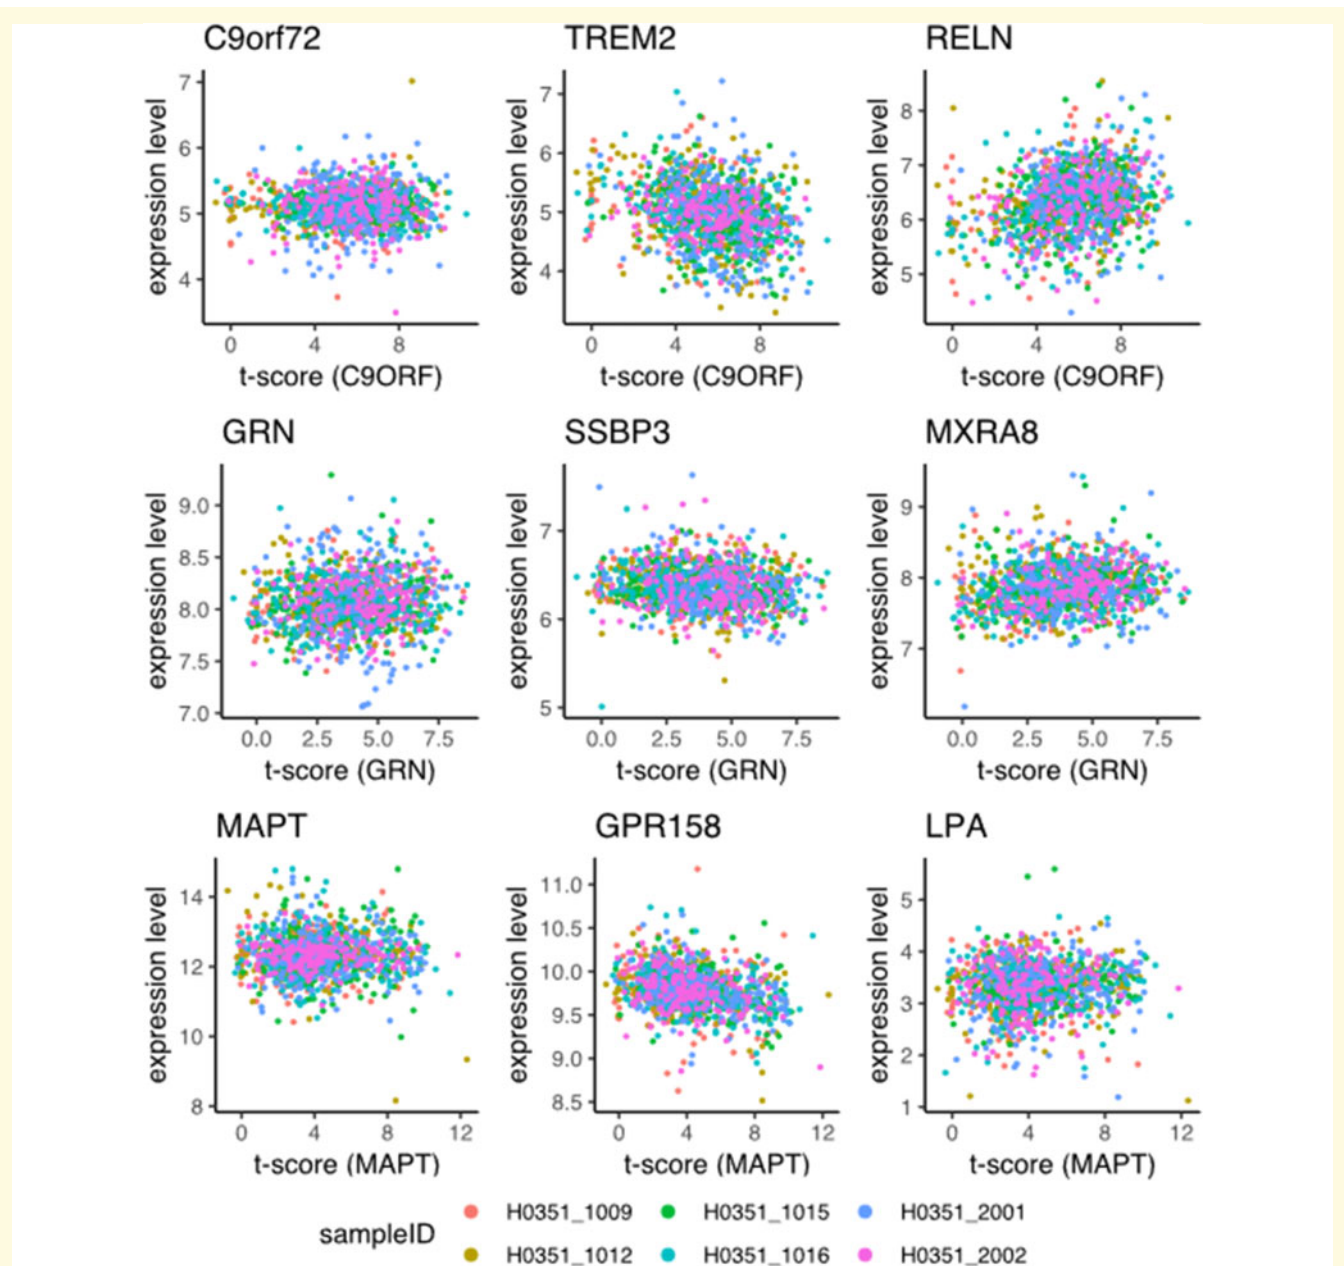 C9orf72 TREM2 RELN
expression level expression level expression level
7
6
5
4
7
6
5
4
8
7
6
5
0 4 8 0 4 8 0 4 8
t-score (C9ORF) t-score (C9ORF) t-score (C9ORF)
GRN SSBP3 MXRA8
expression level expression level expression level
9.0
8.5
8.0
7.5
7.0
7
6
5
9
8
7
0.0 2.5 5.0 7.5 0.0 2.5 5.0 7.5 0.0 2.5 5.0 7.5
t-score (GRN) t-score (GRN) t-score (GRN)
MAPT GPR158 LPA
expression level expression level expression level
14
12
10
8
11.0
10.5
10.0
9.5
9.0
8.5
5
4
3
2
1
0 4 8 12 0 4 8 12 0 4 8 12
t-score (MAPT) t-score (MAPT) t-score (MAPT)
sampleID
H0351_1009 H0351_1015 H0351_2001
H0351_1012 H0351_1016 H0351_2002